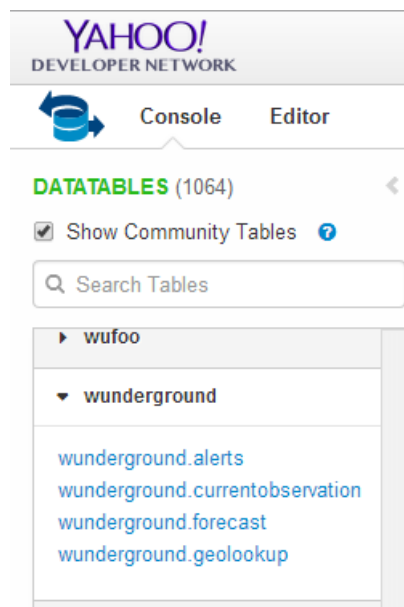 YAHOO!
DEVELOPER NETWORK
Console Editor
DATATABLES (1064)
Show Community Tables ?
Search Tables
wufoo
wunderground
wunderground.alerts
wunderground.currentobservation
wunderground.forecast
wunderground.geolookup